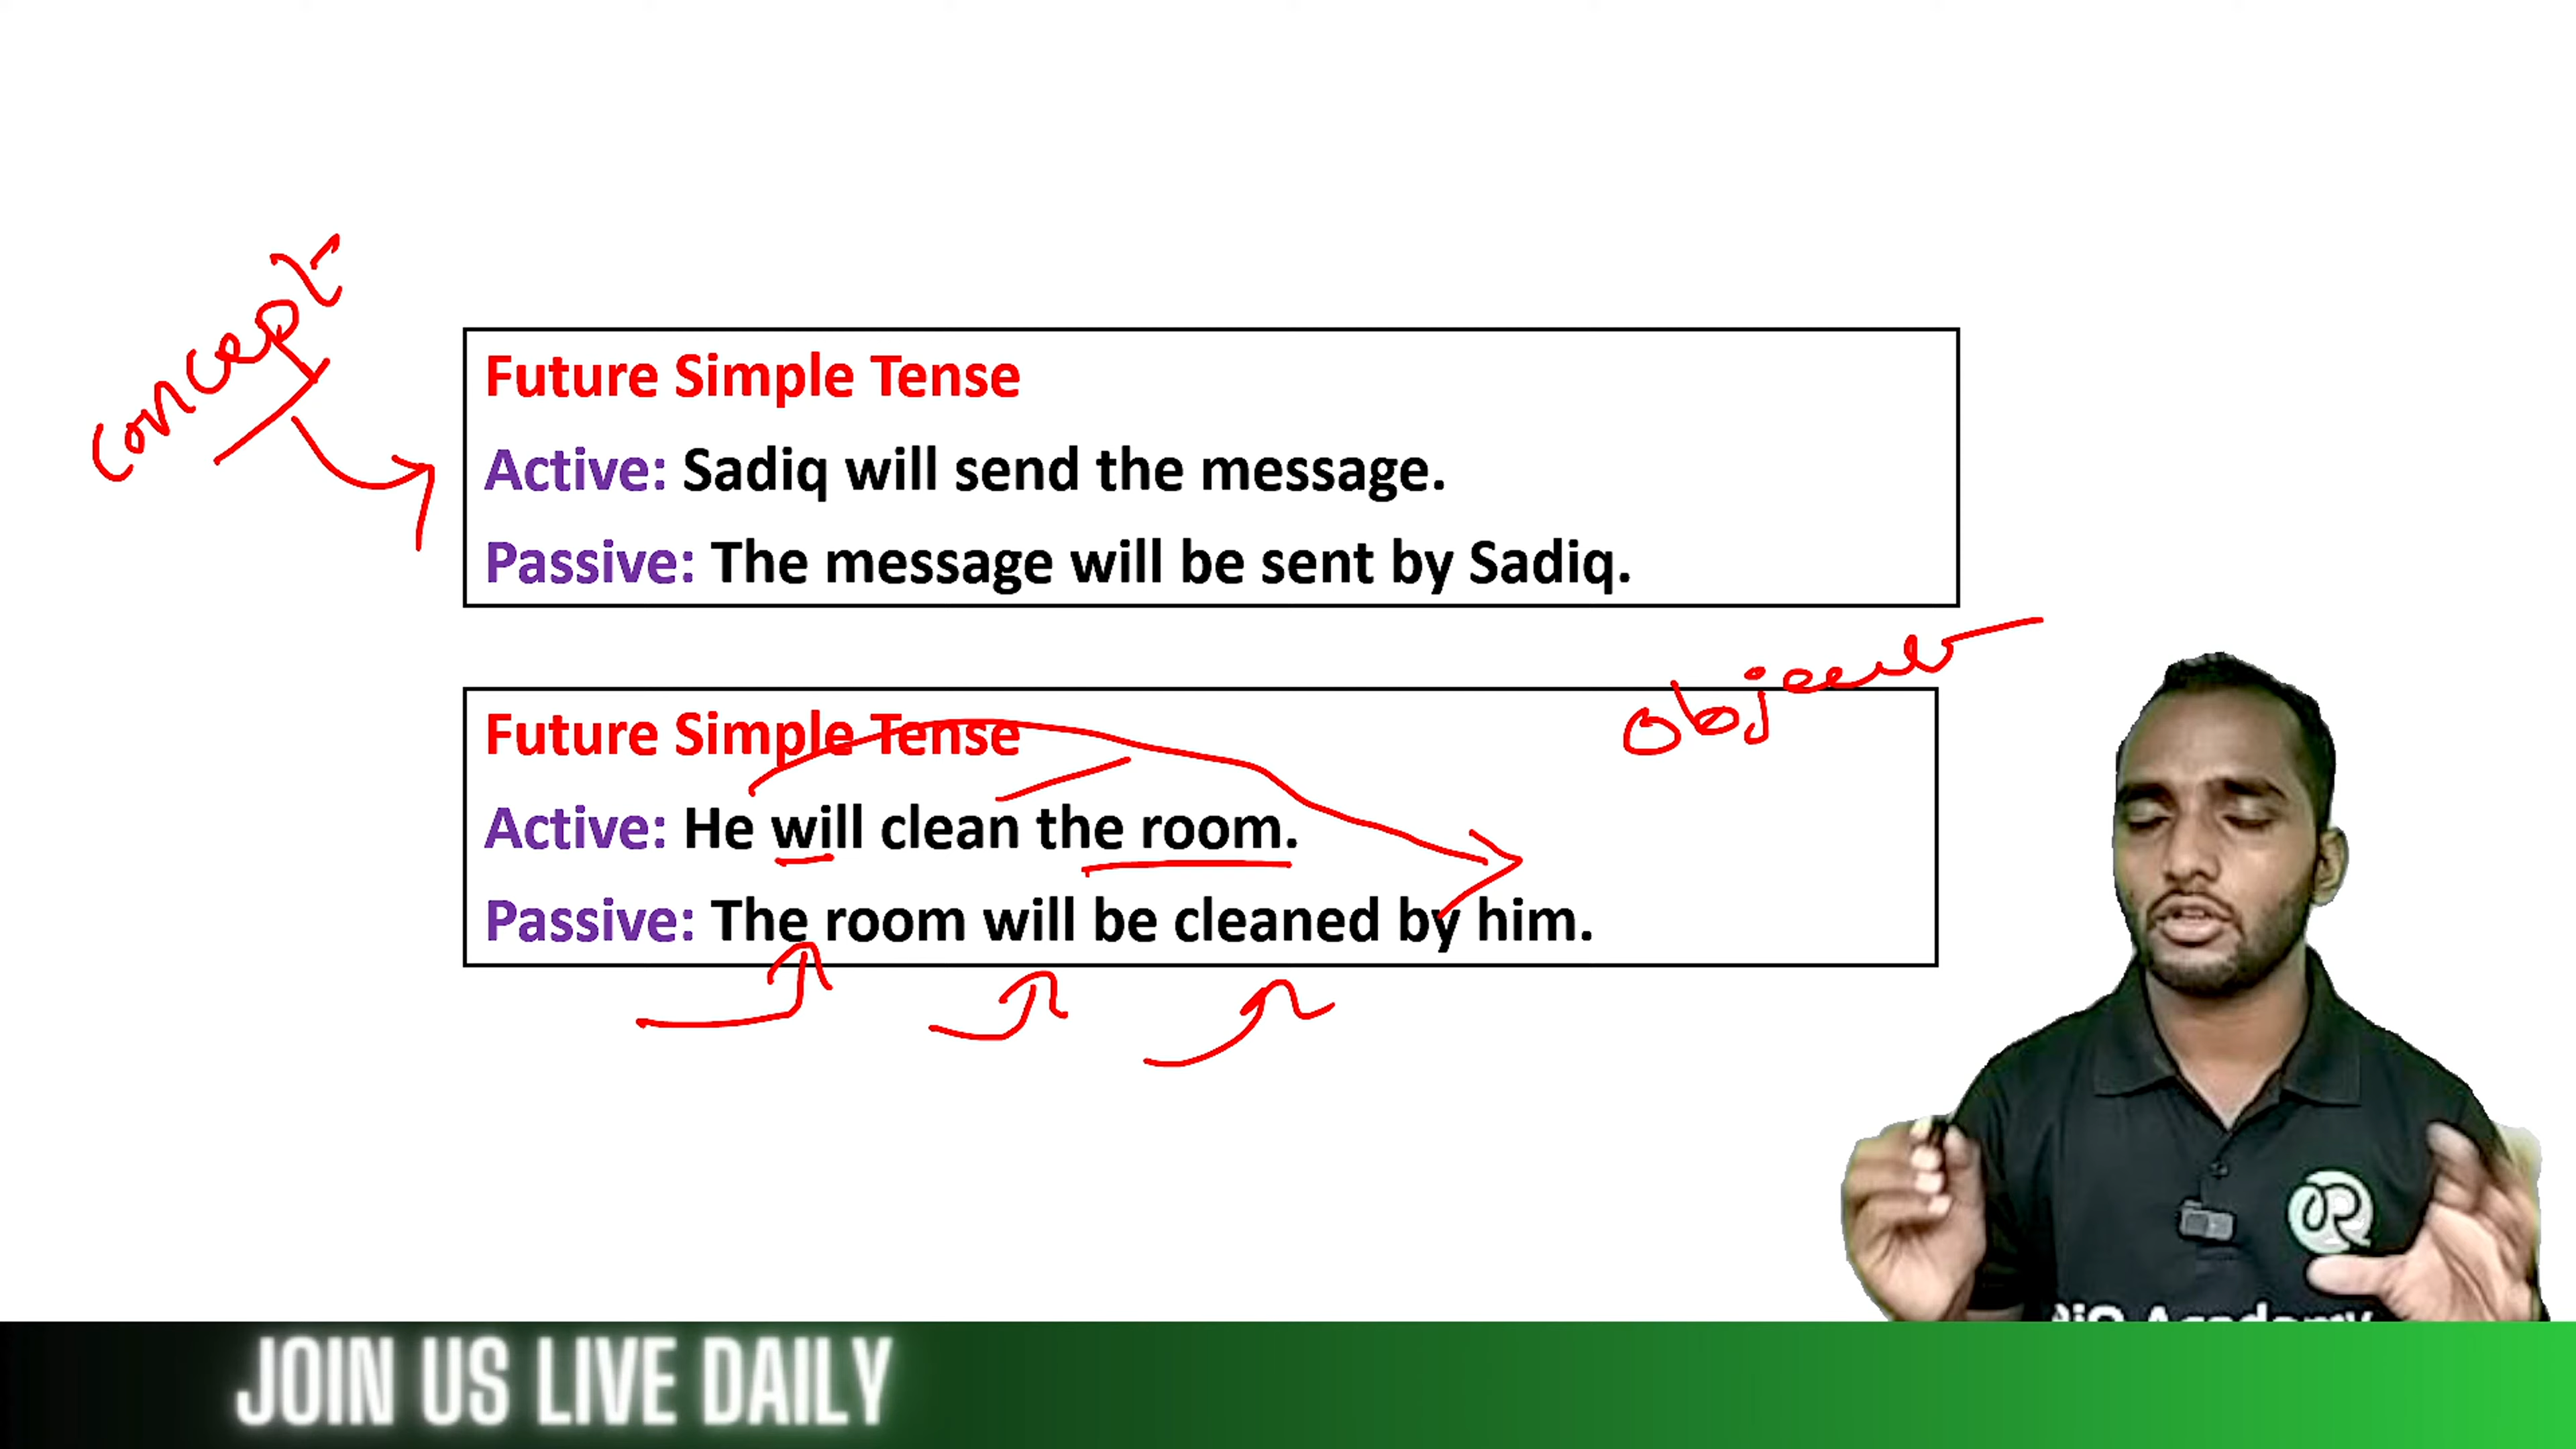 concept
Future Simple Tense
Active: Sadiq will send the message.
Passive: The message will be sent by Sadiq.
Future Simple Tense
Active: He will clean the room.
Passive: The room will be cleaned by him.
Academy
JOIN US LIVE DAILY